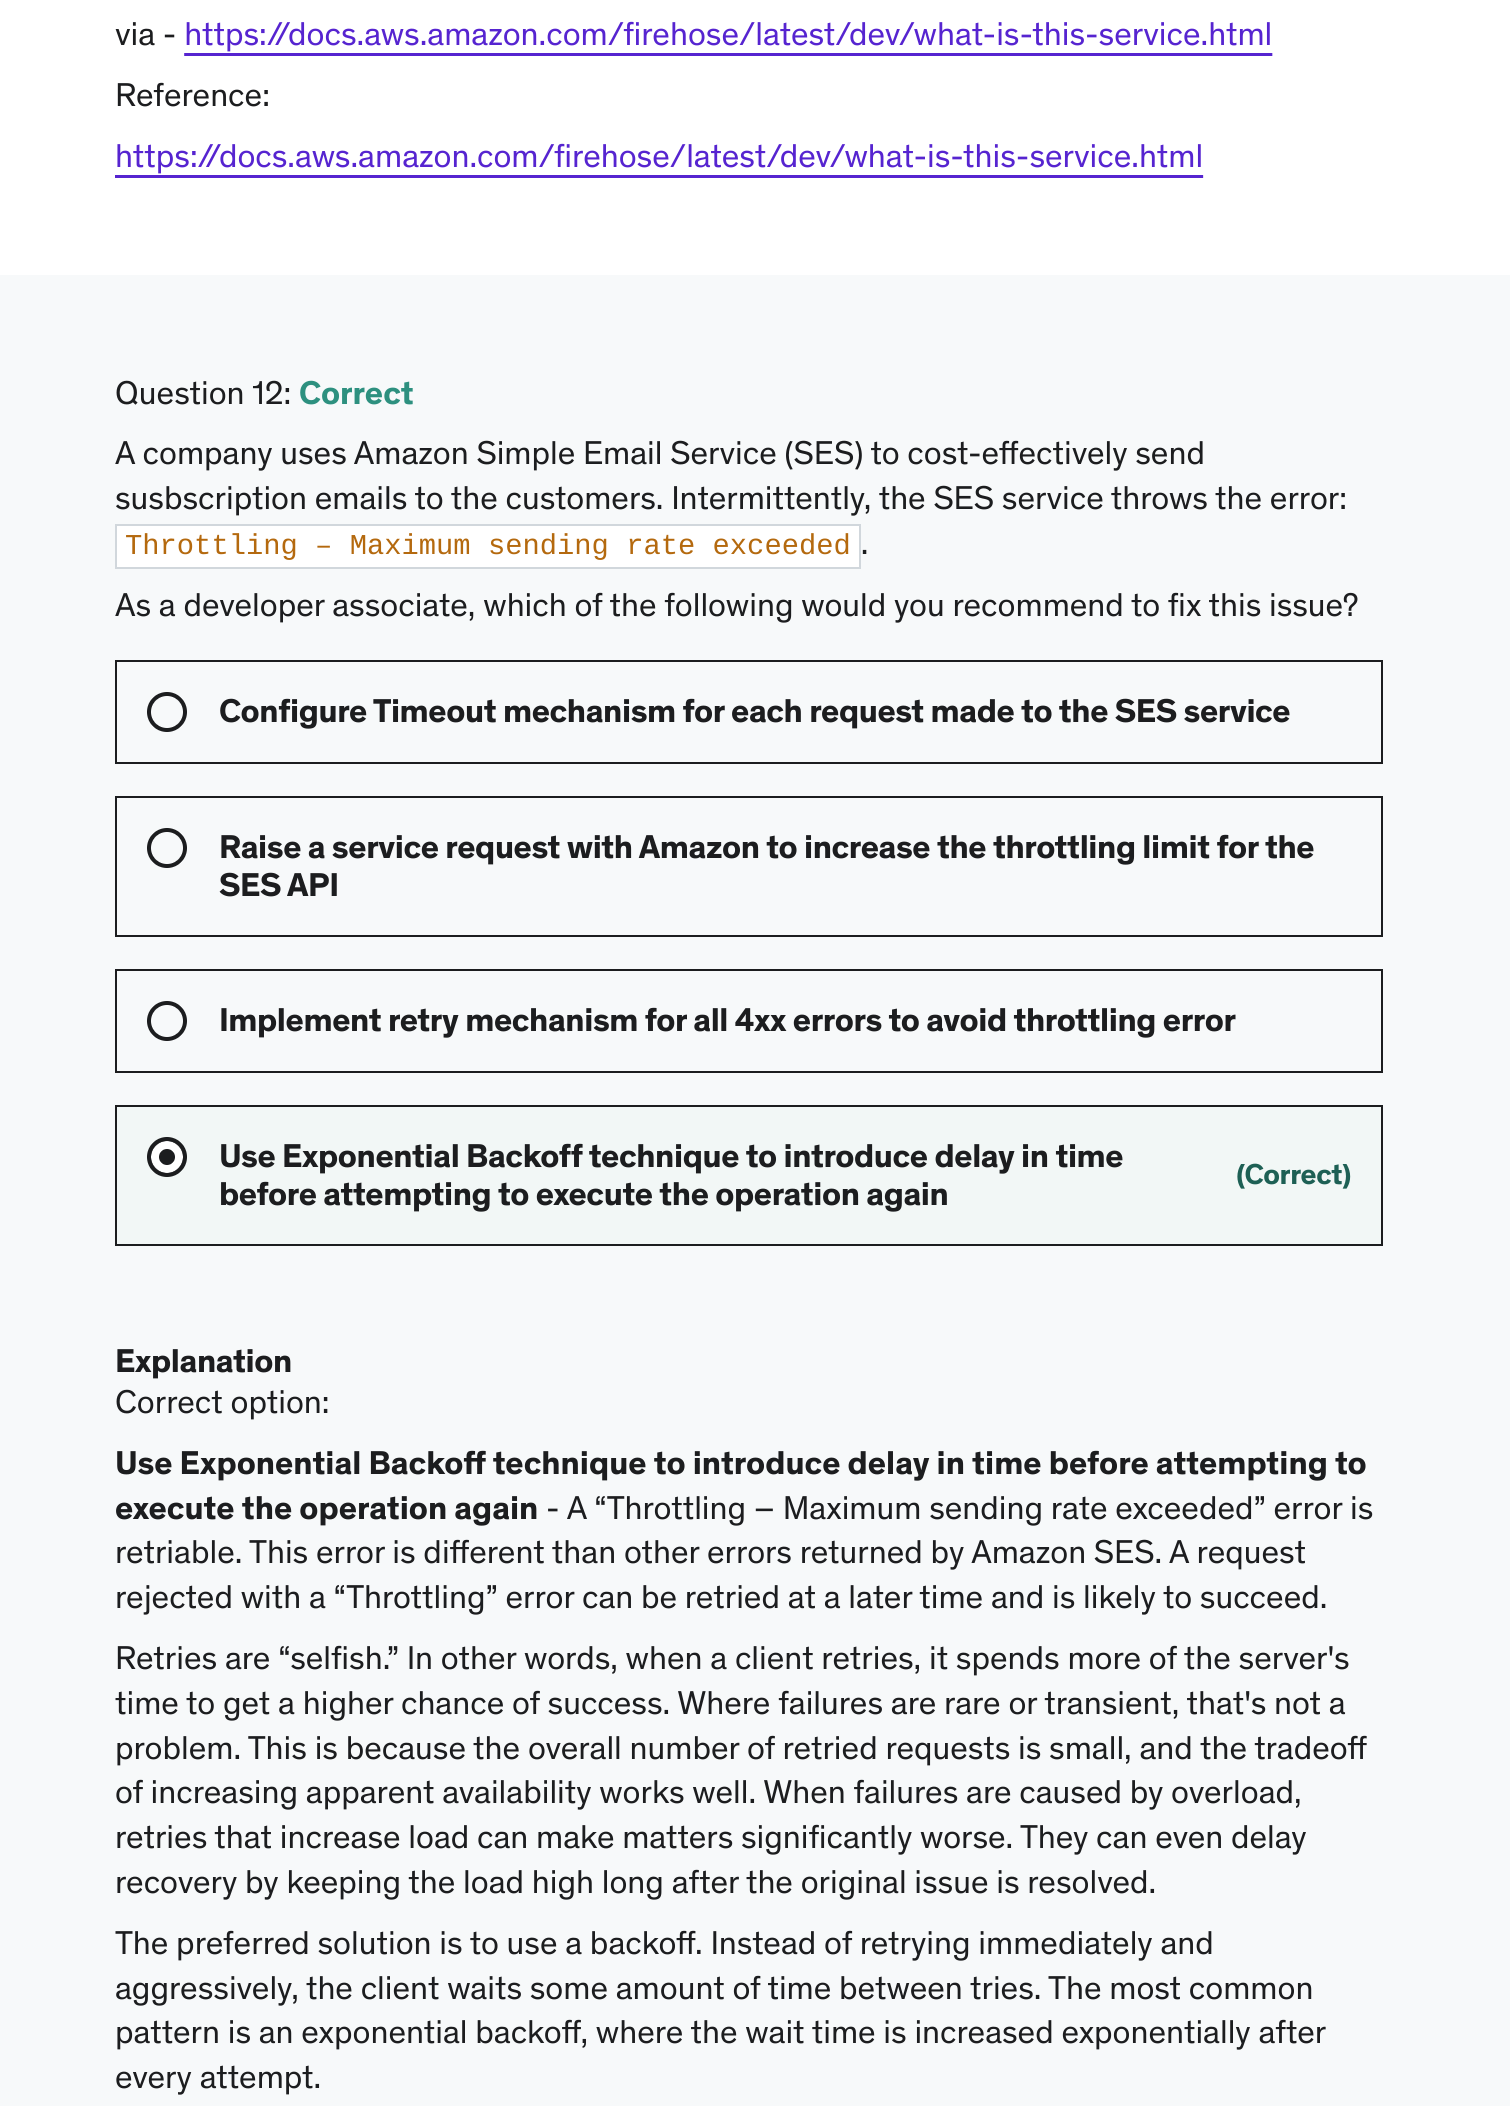 via - https://docs.aws.amazon.com/firehose/latest/dev/what-is-this-service.html
Reference:
https://docs.aws.amazon.com/firehose/latest/dev/what-is-this-service.html
Question 12: Correct
A company uses Amazon Simple Email Service (SES) to cost-effectively send
susbscription emails to the customers. Intermittently, the SES service throws the error:
Throttling – Maximum sending rate exceeded.
As a developer associate, which of the following would you recommend to fix this issue?
Configure Timeout mechanism for each request made to the SES service
Raise a service request with Amazon to increase the throttling limit for the
SES API
Implement retry mechanism for all 4xx errors to avoid throttling error
Use Exponential Backoff technique to introduce delay in time
before attempting to execute the operation again
(Correct)
Explanation
Correct option:
Use Exponential Backoff technique to introduce delay in time before attempting to
execute the operation again - A “Throttling – Maximum sending rate exceeded” error is
retriable. This error is different than other errors returned by Amazon SES. A request
rejected with a “Throttling” error can be retried at a later time and is likely to succeed.
Retries are “selfish.” In other words, when a client retries, it spends more of the server's
time to get a higher chance of success. Where failures are rare or transient, that's not a
problem. This is because the overall number of retried requests is small, and the tradeoff
of increasing apparent availability works well. When failures are caused by overload,
retries that increase load can make matters significantly worse. They can even delay
recovery by keeping the load high long after the original issue is resolved.
The preferred solution is to use a backoff. Instead of retrying immediately and
aggressively, the client waits some amount of time between tries. The most common
pattern is an exponential backoff, where the wait time is increased exponentially after
every attempt.